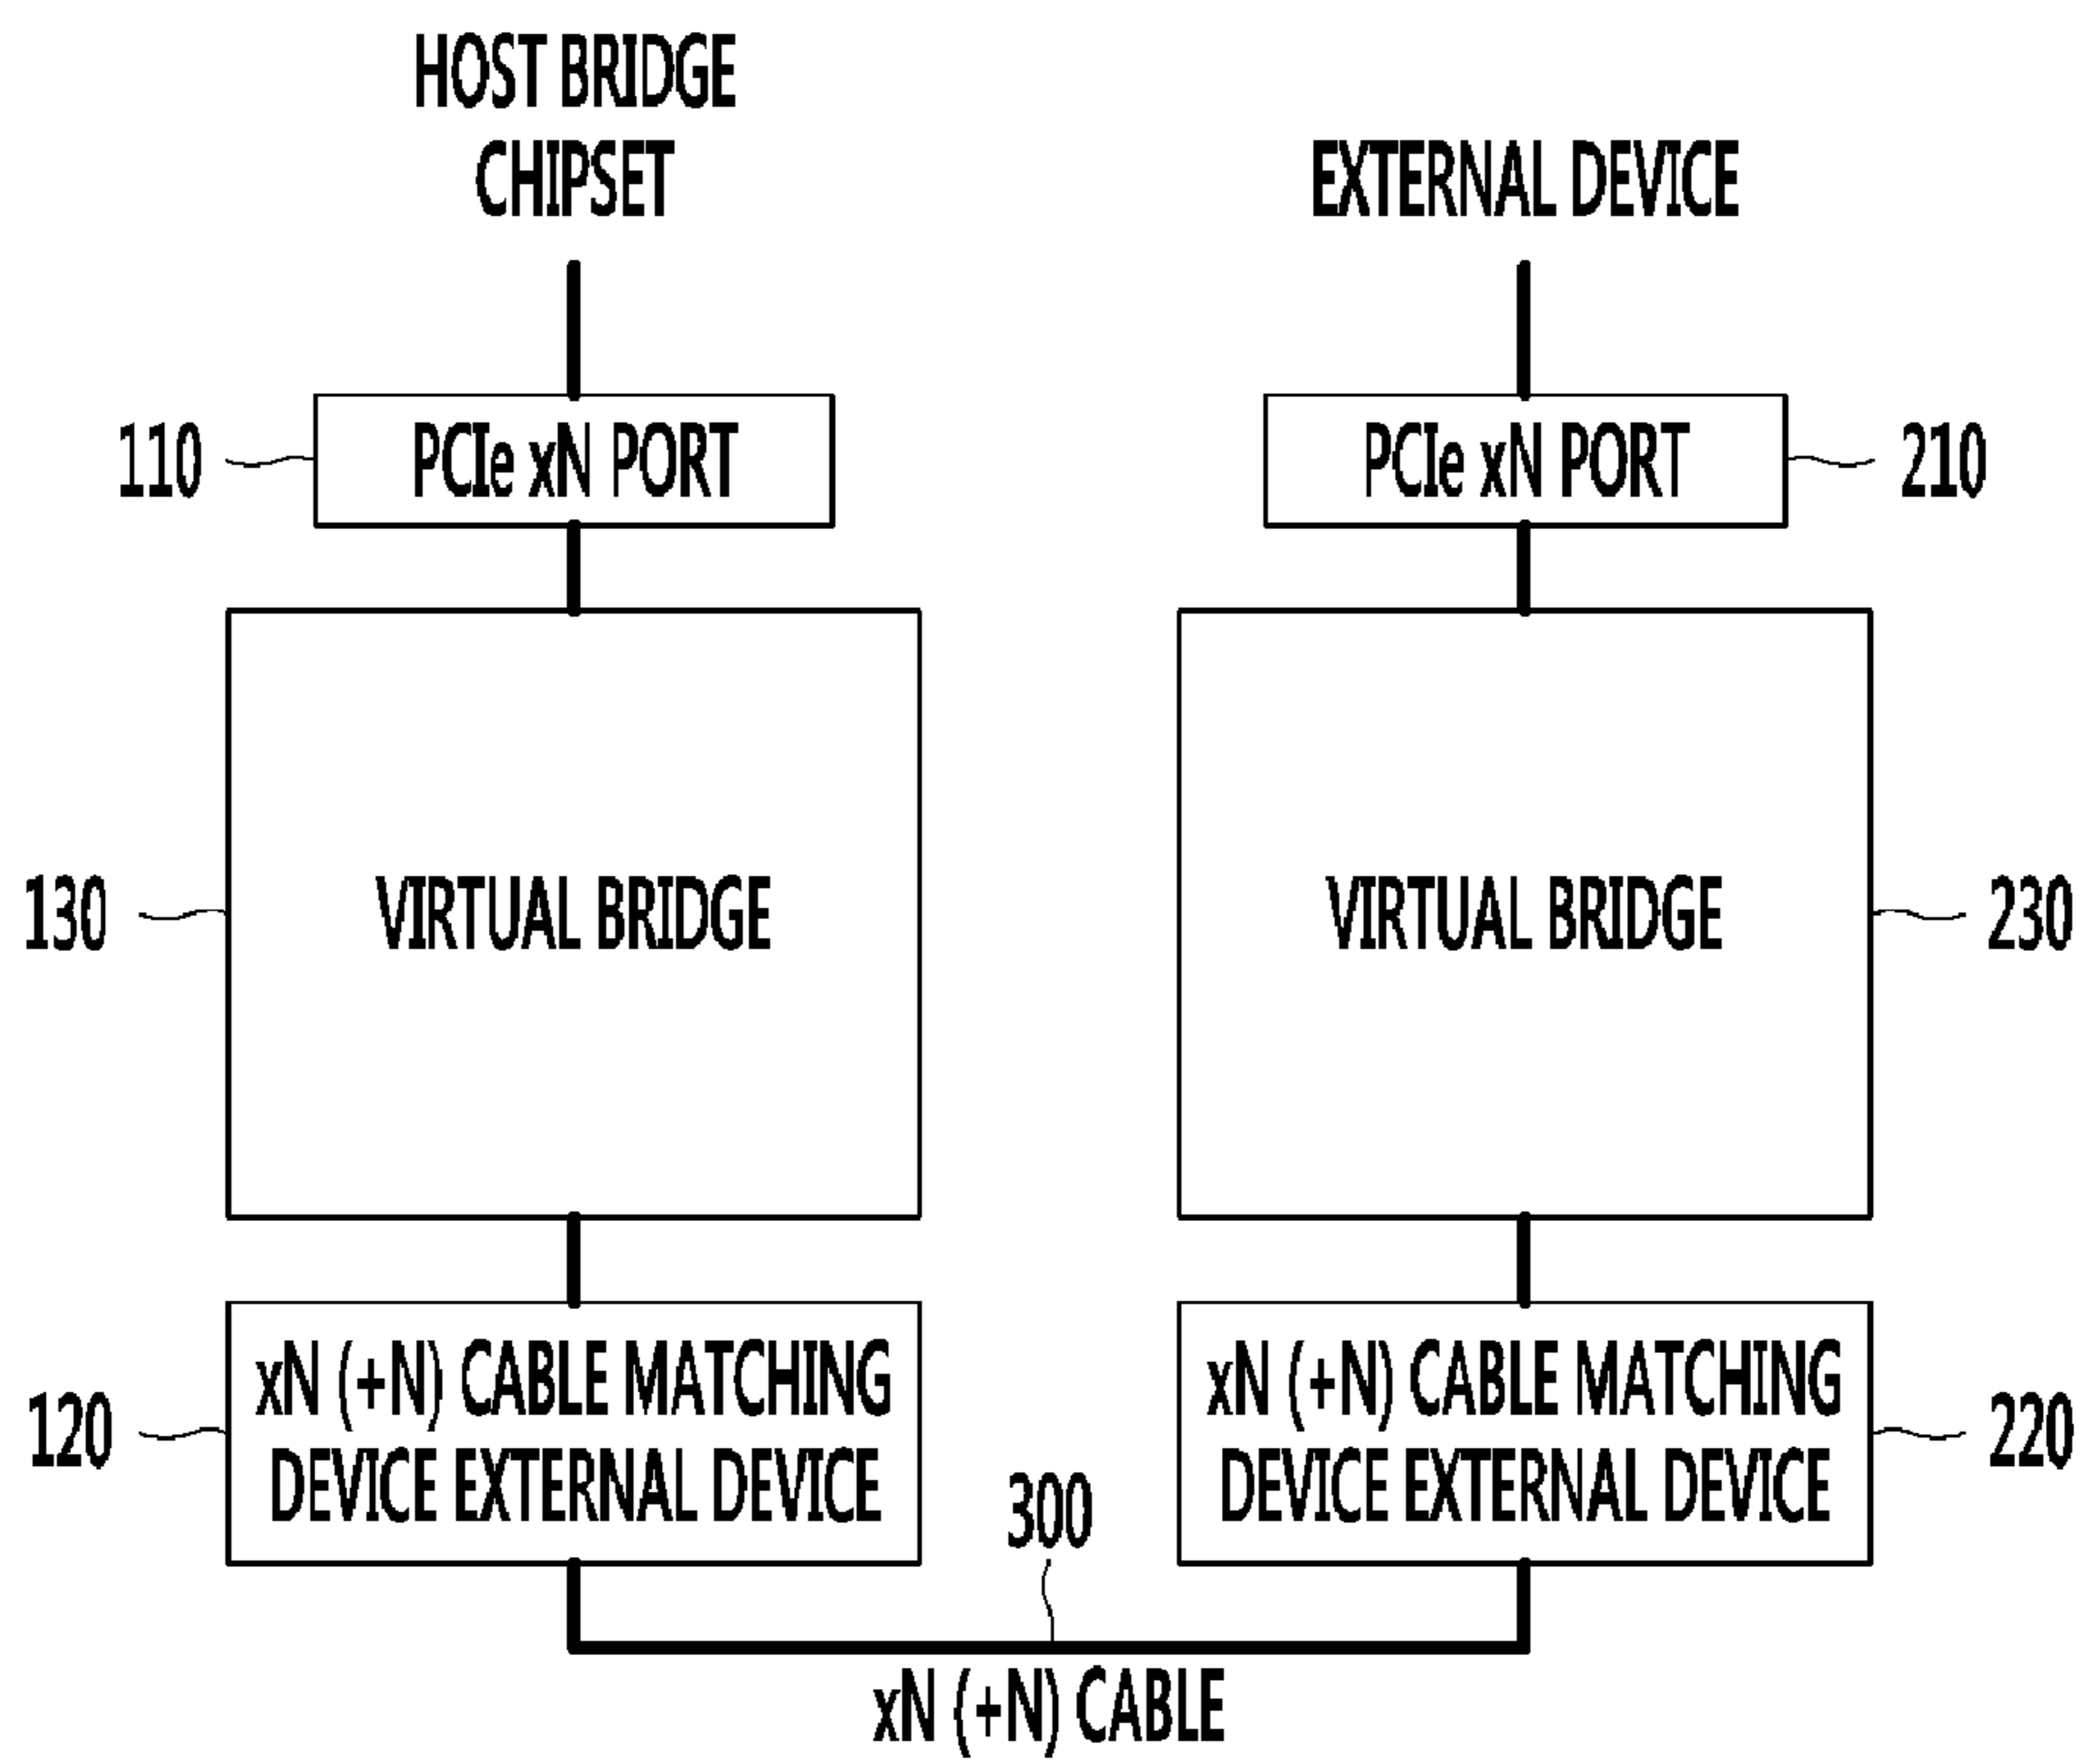 HOST BRIDGE
CHIPSET
EXTERNAL DEVICE
110
PCIe xN PORT
PCIe xN PORT
210
130
VIRTUAL BRIDGE
VIRTUAL BRIDGE
230
120
xN (+N) CABLE MATCHING
DEVICE EXTERNAL DEVICE
xN (+N) CABLE MATCHING
DEVICE EXTERNAL DEVICE
220
300
xN (+N) CABLE